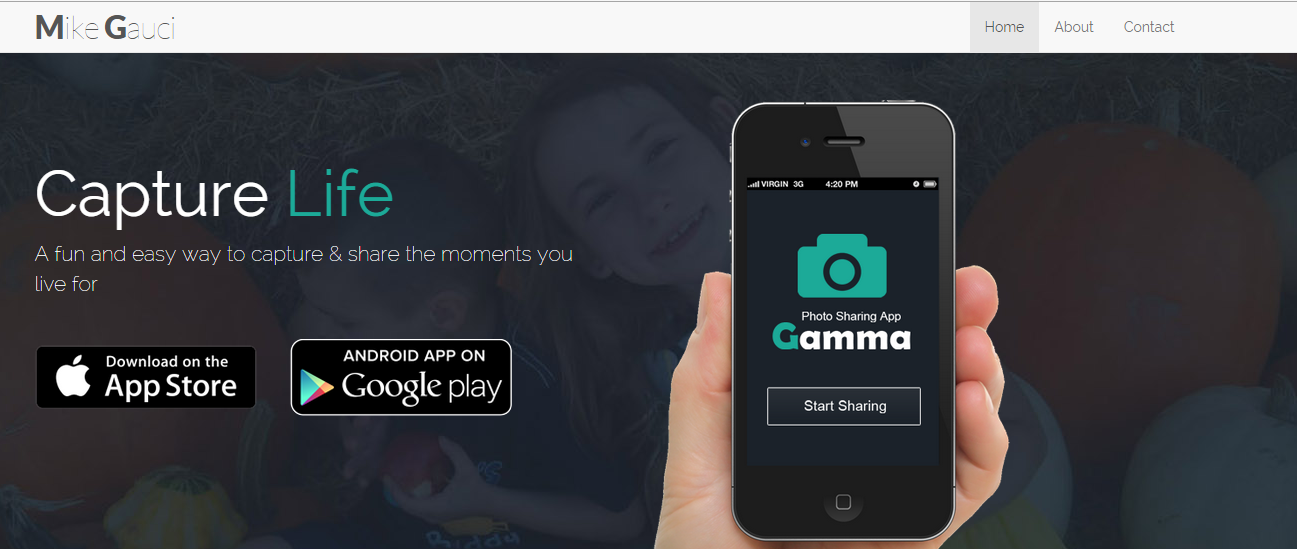 Mike Gauci
Home About Contact
Capture Life
A fun and easy way to capture & share the moments you
live for
Download on the
App Store
ANDROID APP ON
Google play
VIRGIN 3G 4:20 PM
Photo Sharing App
Gamma
Start Sharing
Buddy